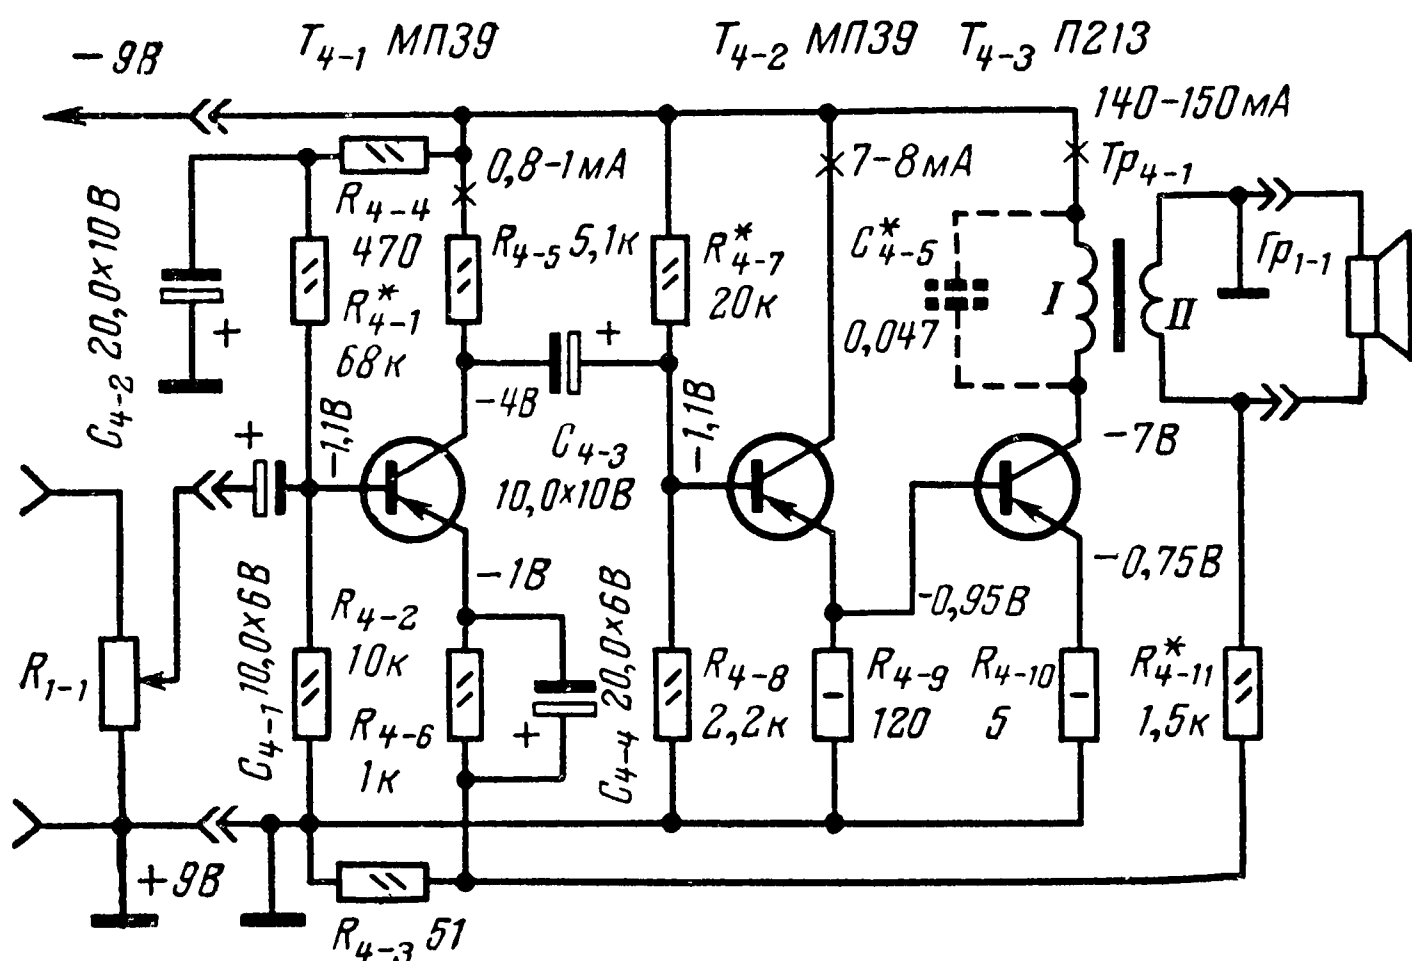 T4-1 МП39
T4-2 МП39
T4-3 П213
− 9В
140-150мА
0,8-1мА
7-8мА
Тр4-1
R4-4
470
R4-5 5,1к
R*4-7
20к
C*4-5
0,047
I
II
Гр1-1
R*4-1
68к
C4-2 20,0×10В
+
+
−4В
−1,1В
C4-3
10,0×10В
−1,1В
−7В
+
−1В
−0,95В
−0,75В
R1-1
C4-1 10,0×6В
R4-2
10к
R4-6
1к
+
C4-4 20,0×6В
R4-8
2,2к
R4-9
120
R4-10
5
R*4-11
1,5к
+9В
R4-3 51